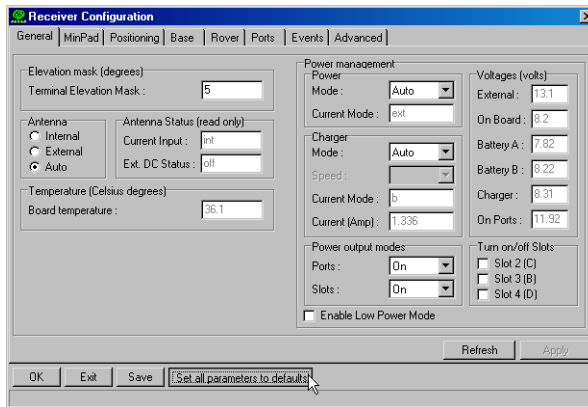 Receiver Configuration
General MinPad Positioning Base Rover Ports Events Advanced
Elevation mask (degrees)
Terminal Elevation Mask : 5
Antenna
Internal
External
Auto
Antenna Status (read only)
Current Input : int
Ext. DC Status : off
Temperature (Celsius degrees)
Board temperature : 36.1
Power management
Power
Mode : Auto
Current Mode : ext
Charger
Mode : Auto
Speed :
Current Mode : b
Current (Amp) : 1.336
Power output modes
Ports : On
Slots : On
Enable Low Power Mode
Voltages (volts)
External : 13.1
On Board : 8.2
Battery A : 7.82
Battery B : 8.22
Charger : 8.31
On Ports : 11.92
Turn on/off Slots
Slot 2 (C)
Slot 3 (B)
Slot 4 (D)
Refresh Apply
OK Exit Save Set all parameters to defaults